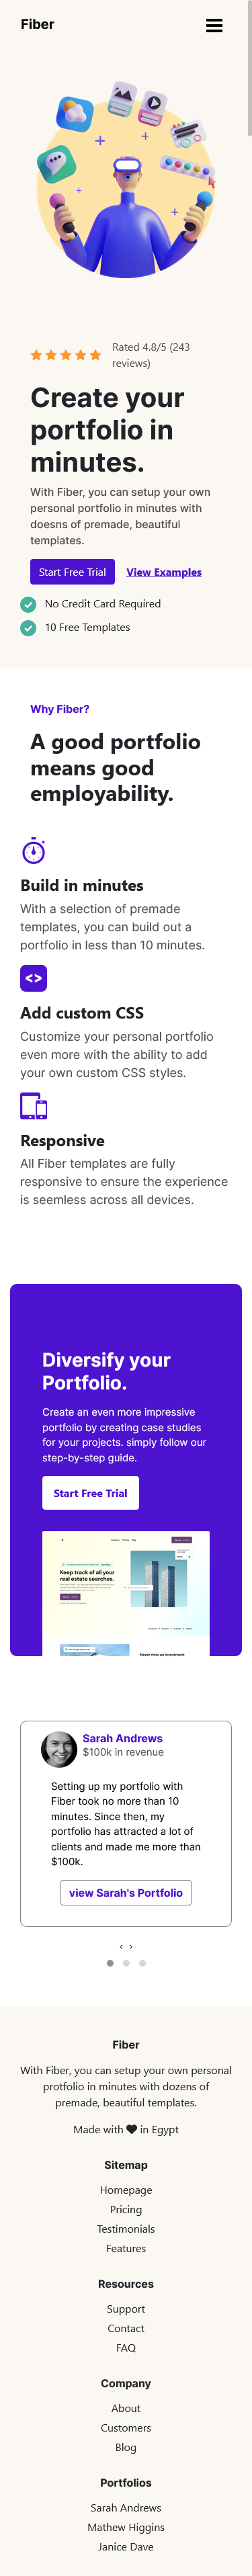 Fiber
Rated 4.8/5 (243
reviews)
Create your
portfolio in
minutes.
With Fiber, you can setup your own
personal portfolio in minutes with
doesn of premade, beautiful
templates.
Start Free Trial View Examples
No Credit Card Required
10 Free Templates
Why Fiber?
A good portfolio
means good
employability.
Build in minutes
With a selection of premade
templates, you can build out a
portfolio in less than 10 minutes.
Add custom CSS
Customize your personal portfolio
even more with the ability to add
your own custom CSS styles.
Responsive
All Fiber templates are fully
responsive to ensure the experience
is seemless across all devices.
Diversify your
Portfolio.
Create an even more impressive
portfolio by creating case studies
for your projects. simply follow our
step-by-step guide.
Start Free Trial
Keep track of all your
real estate searches.
Never miss an investment
Sarah Andrews
$100k in revenue
Setting up my portfolio with
Fiber took no more than 10
minutes. Since then, my
portfolio has attracted a lot of
clients and made me more than
$100k.
view Sarah's Portfolio
‹ ›
Fiber
With Fiber, you can setup your own personal
portfolio in minutes with dozens of
premade, beautiful templates.
Made with ♥ in Egypt
Sitemap
Homepage
Pricing
Testimonials
Features
Resources
Support
Contact
FAQ
Company
About
Customers
Blog
Portfolios
Sarah Andrews
Mathew Higgins
Janice Dave